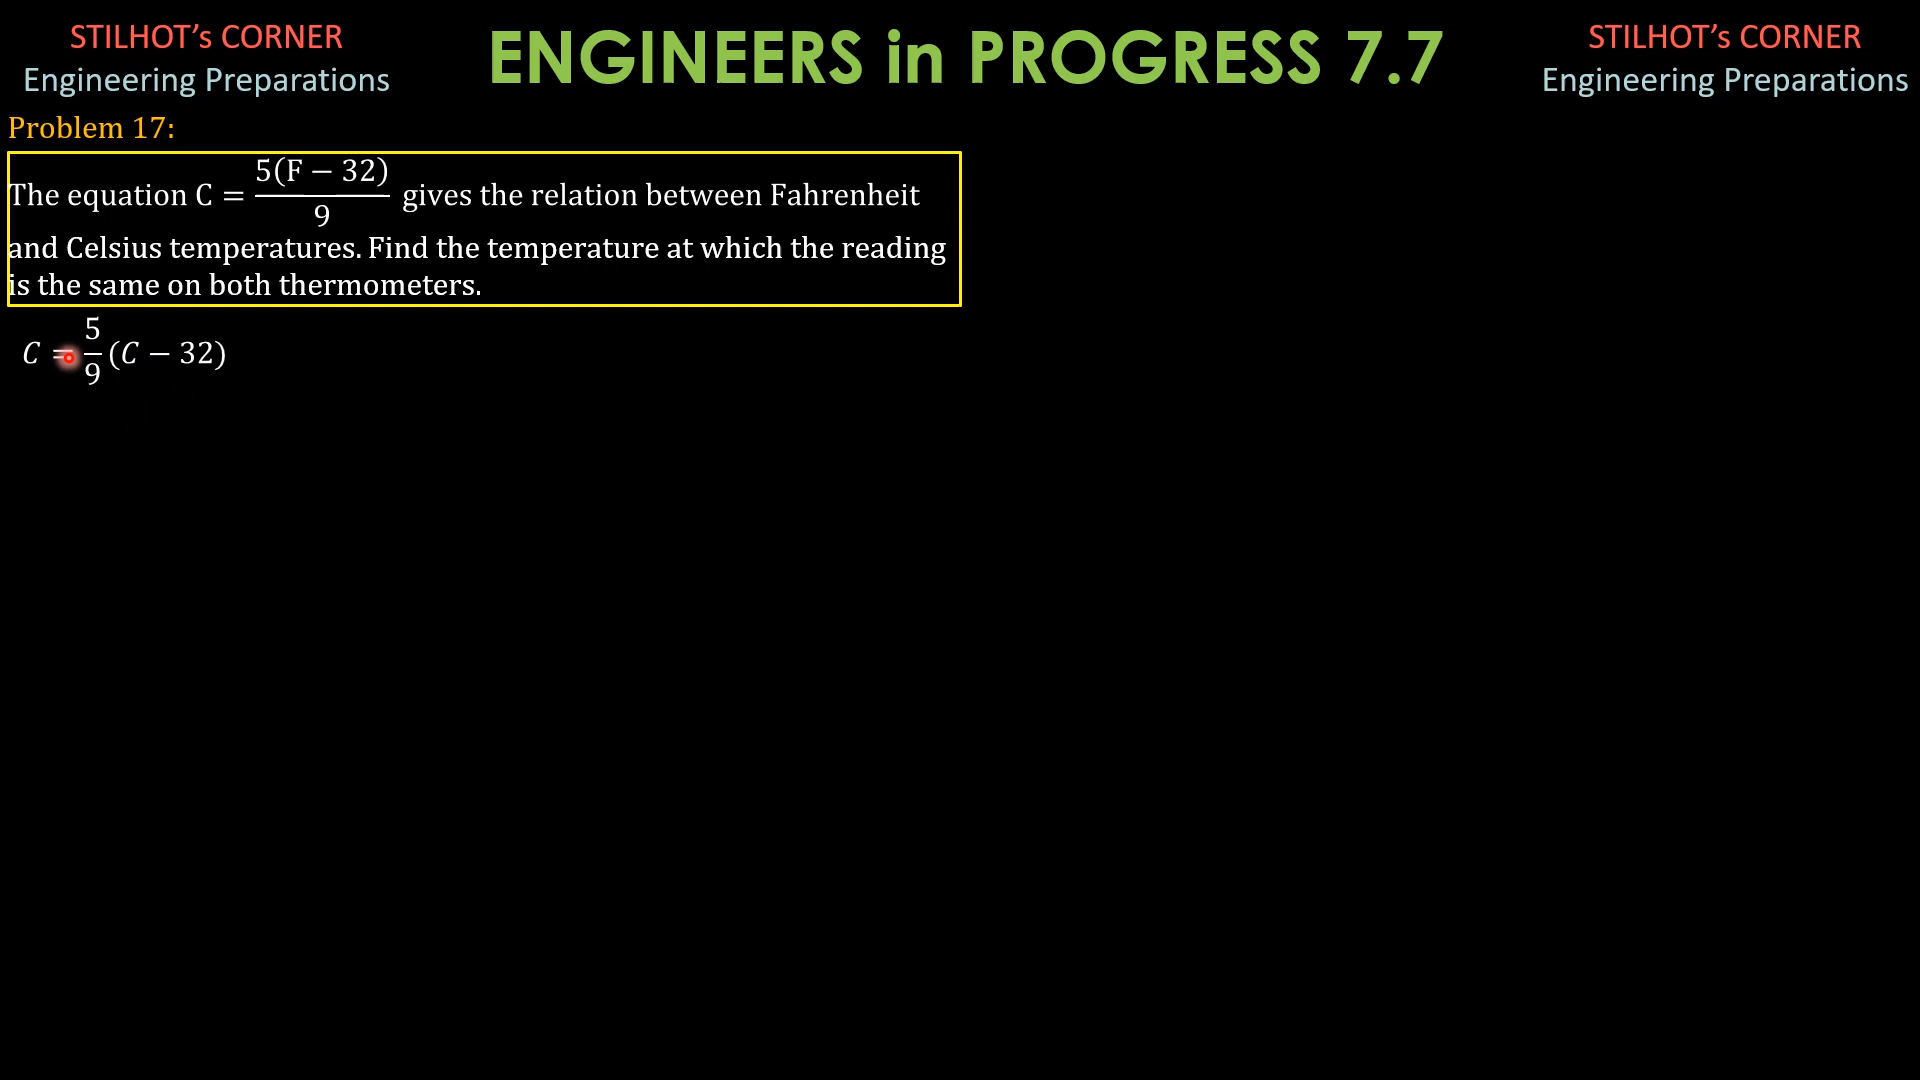 STILHOT’s CORNER
Engineering Preparations
ENGINEERS in PROGRESS 7.7
STILHOT’s CORNER
Engineering Preparations
Problem 17:
The equation C = 5(F − 32)/9 gives the relation between Fahrenheit
and Celsius temperatures. Find the temperature at which the reading
is the same on both thermometers.
C = 5/9 (C − 32)